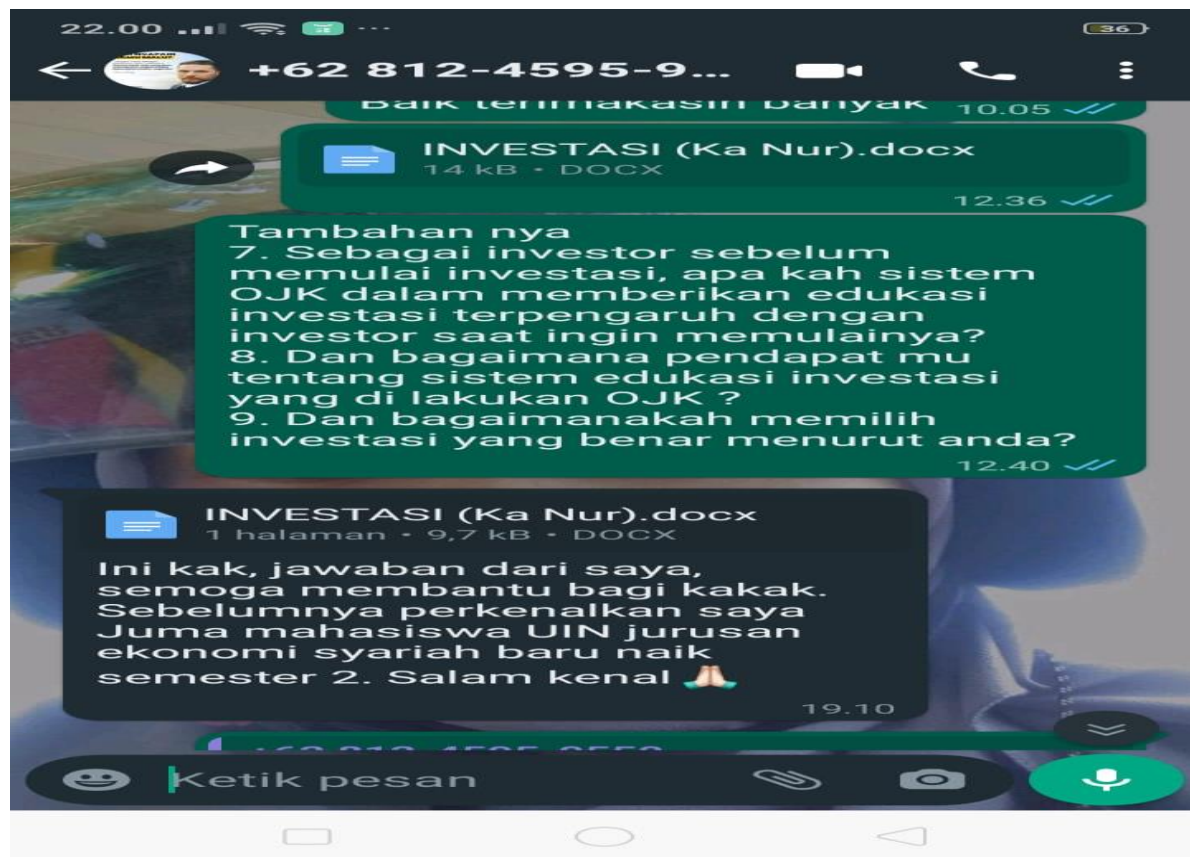 22.00
36
+62 812-4595-9...
Baik terimakasih banyak 10.05
INVESTASI (Ka Nur).docx
14 kB • DOCX
12.36
Tambahan nya
7. Sebagai investor sebelum
memulai investasi, apa kah sistem
OJK dalam memberikan edukasi
investasi terpengaruh dengan
investor saat ingin memulainya?
8. Dan bagaimana pendapat mu
tentang sistem edukasi investasi
yang di lakukan OJK ?
9. Dan bagaimanakah memilih
investasi yang benar menurut anda?
12.40
INVESTASI (Ka Nur).docx
1 halaman • 9,7 kB • DOCX
Ini kak, jawaban dari saya,
semoga membantu bagi kakak.
Sebelumnya perkenalkan saya
Juma mahasiswa UIN jurusan
ekonomi syariah baru naik
semester 2. Salam kenal 🙏🏻
19.10
Ketik pesan